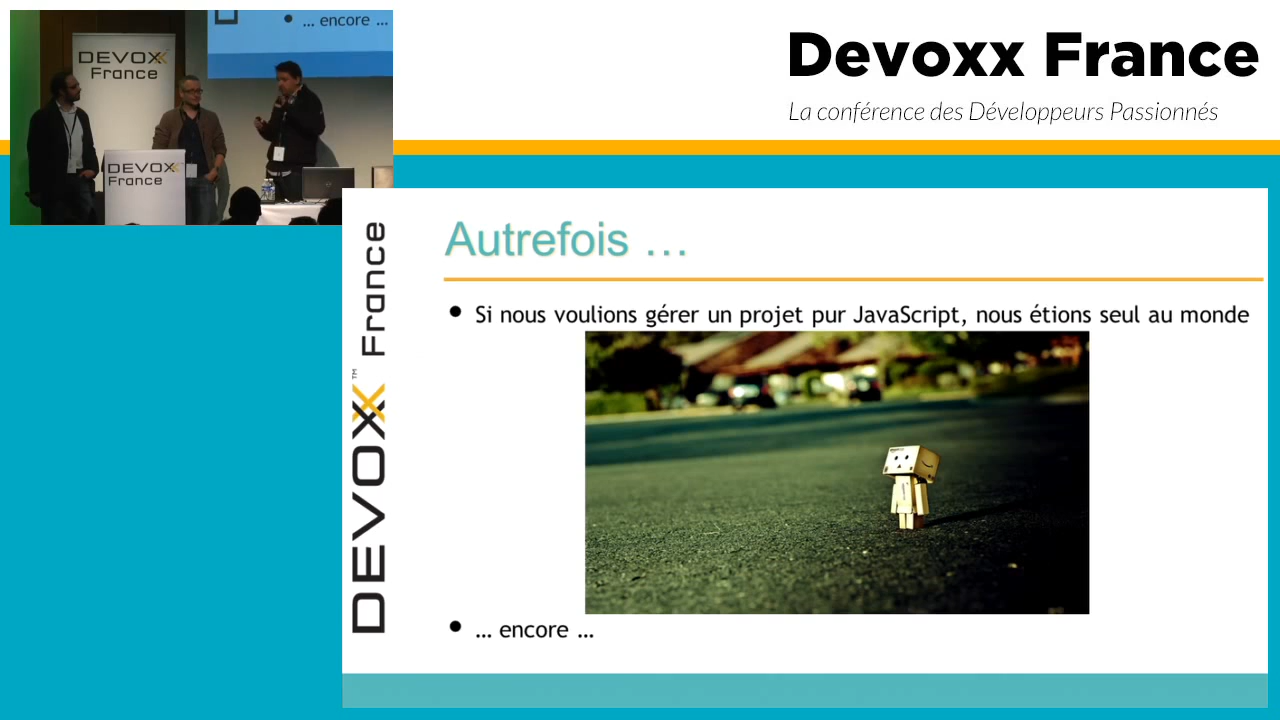 ... encore ...
DEVOXX
France
DEVOXX
France
Devoxx France
La conférence des Développeurs Passionnés
DEVOXX™ France
Autrefois ...
• Si nous voulions gérer un projet pur JavaScript, nous étions seul au monde
• ... encore ...